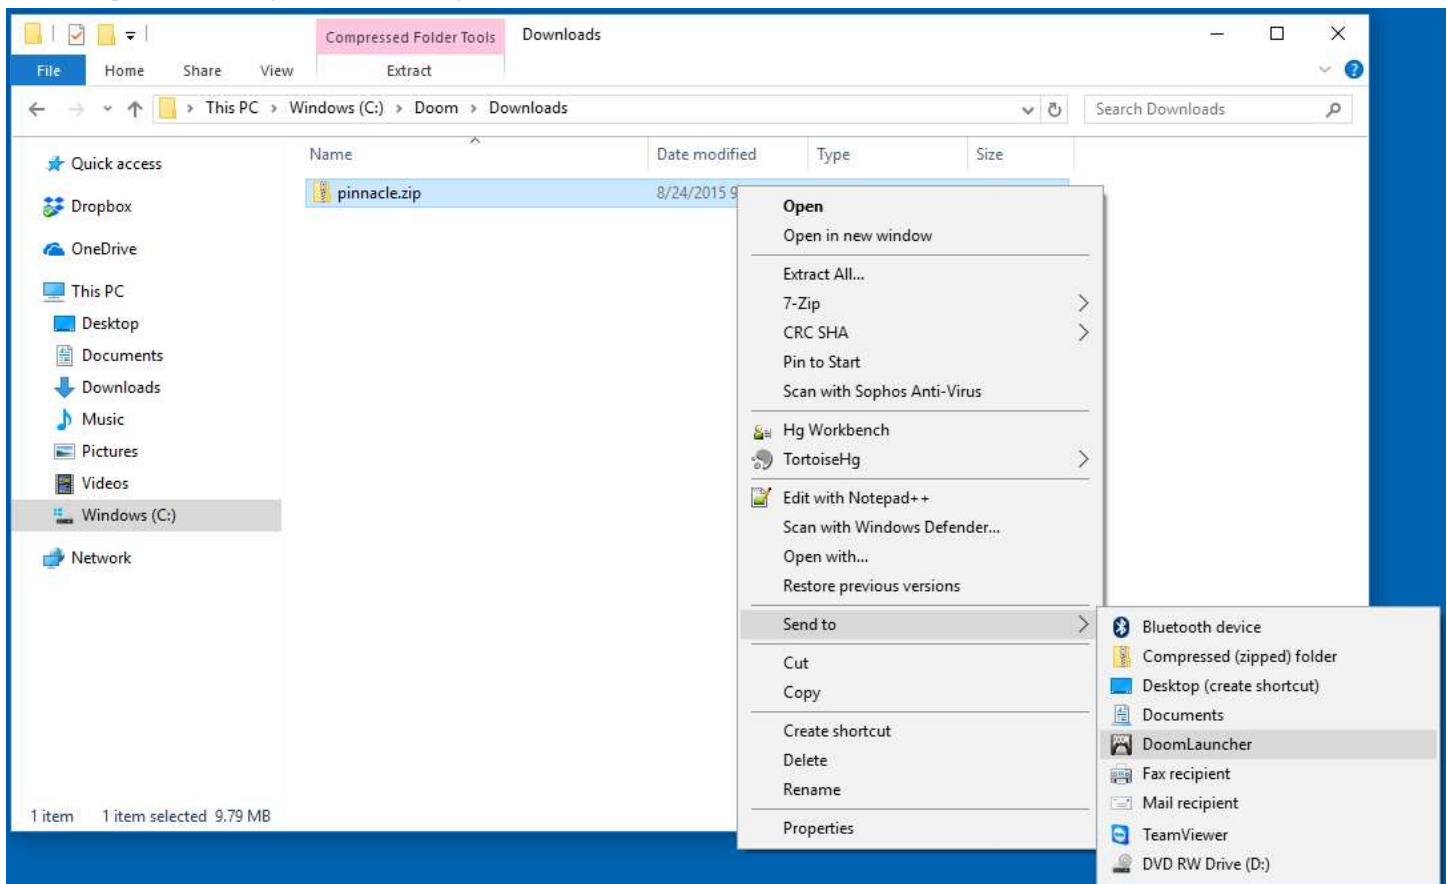 Compressed Folder Tools
Downloads
File
Home
Share
View
Extract
This PC > Windows (C:) > Doom > Downloads
Search Downloads
Name
Date modified
Type
Size
Quick access
Dropbox
OneDrive
This PC
Desktop
Documents
Downloads
Music
Pictures
Videos
Windows (C:)
Network
pinnacle.zip
8/24/2015 9
Open
Open in new window
Extract All...
7-Zip
CRC SHA
Pin to Start
Scan with Sophos Anti-Virus
Hg Workbench
TortoiseHg
Edit with Notepad++
Scan with Windows Defender...
Open with...
Restore previous versions
Send to
Cut
Copy
Create shortcut
Delete
Rename
Properties
Bluetooth device
Compressed (zipped) folder
Desktop (create shortcut)
Documents
DoomLauncher
Fax recipient
Mail recipient
TeamViewer
DVD RW Drive (D:)
1 item
1 item selected 9.79 MB